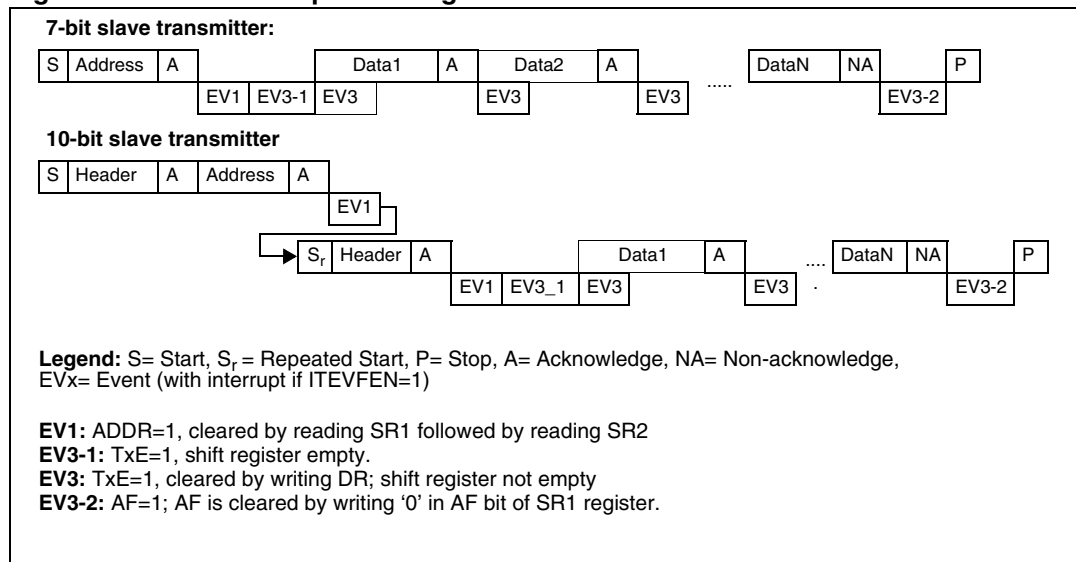 7-bit slave transmitter:
S Address A Data1 A Data2 A ..... DataN NA P
EV1 EV3-1 EV3 EV3 EV3 EV3-2
10-bit slave transmitter
S Header A Address A
EV1
Sr Header A Data1 A .... DataN NA P
EV1 EV3_1 EV3 EV3 . EV3-2
Legend: S= Start, Sr = Repeated Start, P= Stop, A= Acknowledge, NA= Non-acknowledge,
EVx= Event (with interrupt if ITEVFEN=1)
EV1: ADDR=1, cleared by reading SR1 followed by reading SR2
EV3-1: TxE=1, shift register empty.
EV3: TxE=1, cleared by writing DR; shift register not empty
EV3-2: AF=1; AF is cleared by writing ‘0’ in AF bit of SR1 register.